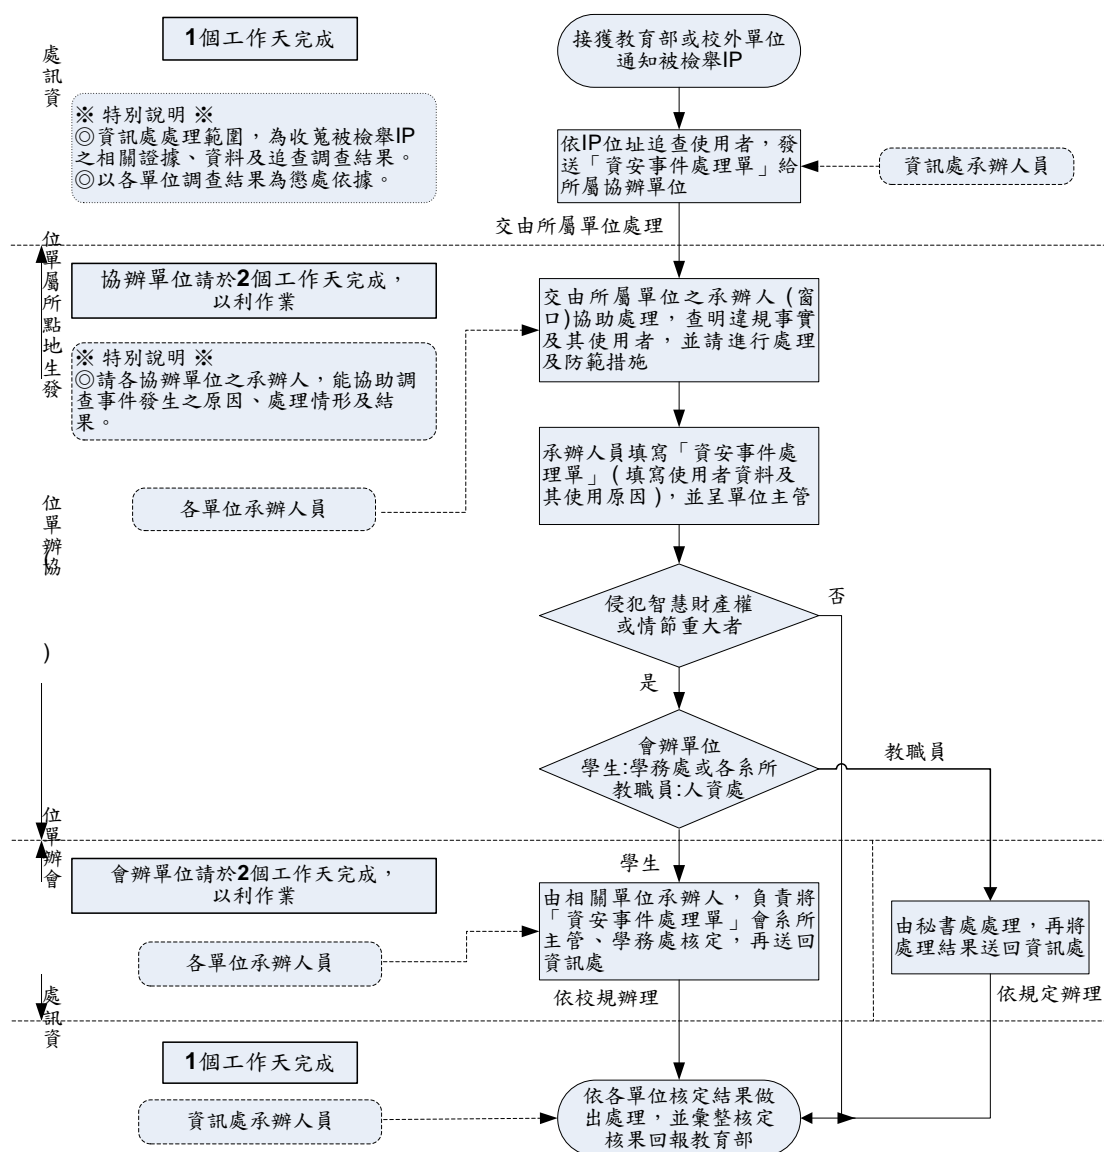 處
訊
資
1個工作天完成
※ 特別說明 ※
◎資訊處處理範圍，為收蒐被檢舉IP
之相關證據、資料及追查調查結果。
◎以各單位調查結果為懲處依據。
接獲教育部或校外單位
通知被檢舉IP
依IP位址追查使用者，發
送「資安事件處理單」給
所屬協辦單位
資訊處承辦人員
交由所屬單位處理
位
單
屬
所
點
地
生
發
協辦單位請於2個工作天完成，
以利作業
※ 特別說明 ※
◎請各協辦單位之承辦人，能協助調
查事件發生之原因、處理情形及結
果。
交由所屬單位之承辦人 (窗
口)協助處理，查明違規事實
及其使用者，並請進行處理
及防範措施
各單位承辦人員
承辦人員填寫「資安事件處
理單」 ( 填寫使用者資料及
其使用原因 )，並呈單位主管
位
單
辦
協
(
)
侵犯智慧財產權
或情節重大者
否
是
會辦單位
學生:學務處或各系所
教職員:人資處
教職員
學生
位
單
辦
會
會辦單位請於2個工作天完成，
以利作業
各單位承辦人員
由相關單位承辦人，負責將
「資安事件處理單」會系所
主管、學務處核定，再送回
資訊處
由秘書處處理，再將
處理結果送回資訊處
依校規辦理
依規定辦理
處
訊
資
1個工作天完成
資訊處承辦人員
依各單位核定結果做
出處理，並彙整核定
核果回報教育部